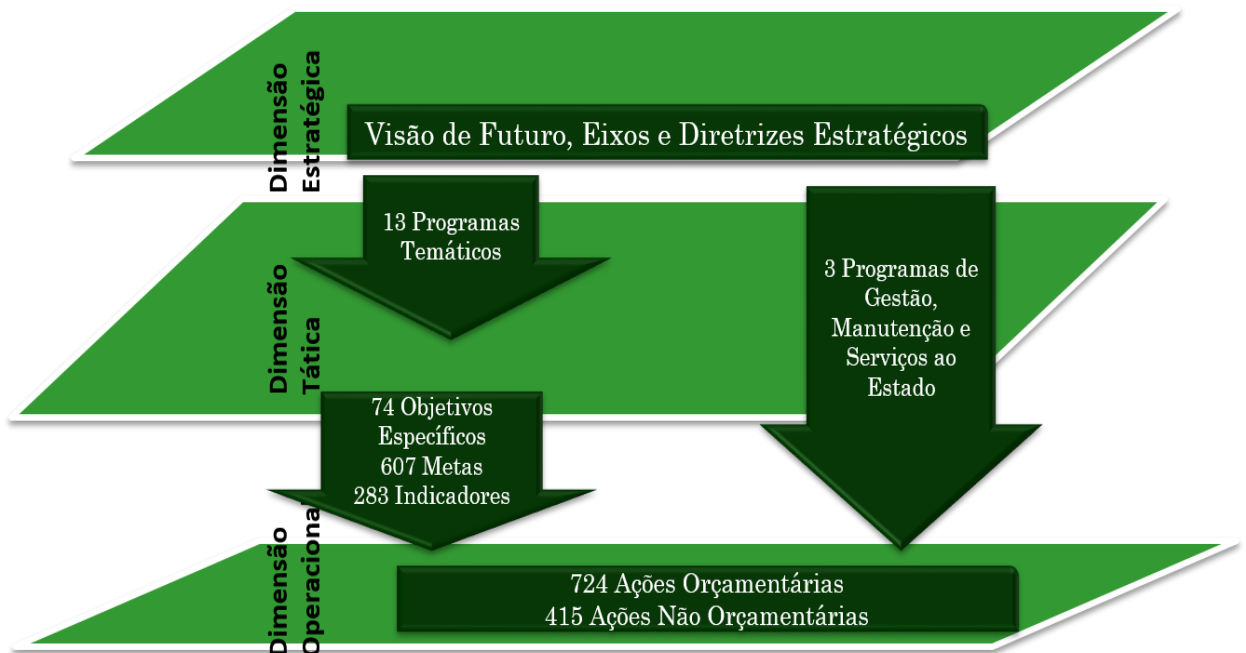 Dimensão
Estratégica
Visão de Futuro, Eixos e Diretrizes Estratégicos
Dimensão
Tática
13 Programas
Temáticos
3 Programas de
Gestão,
Manutenção e
Serviços ao
Estado
74 Objetivos
Específicos
607 Metas
283 Indicadores
Dimensão
Operacional
724 Ações Orçamentárias
415 Ações Não Orçamentárias